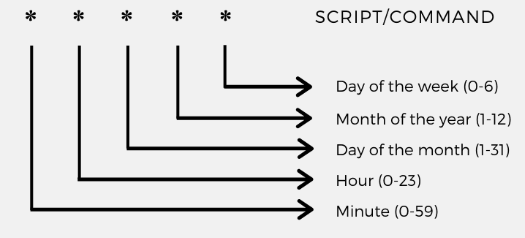 * * * * * SCRIPT/COMMAND
Day of the week (0-6)
Month of the year (1-12)
Day of the month (1-31)
Hour (0-23)
Minute (0-59)